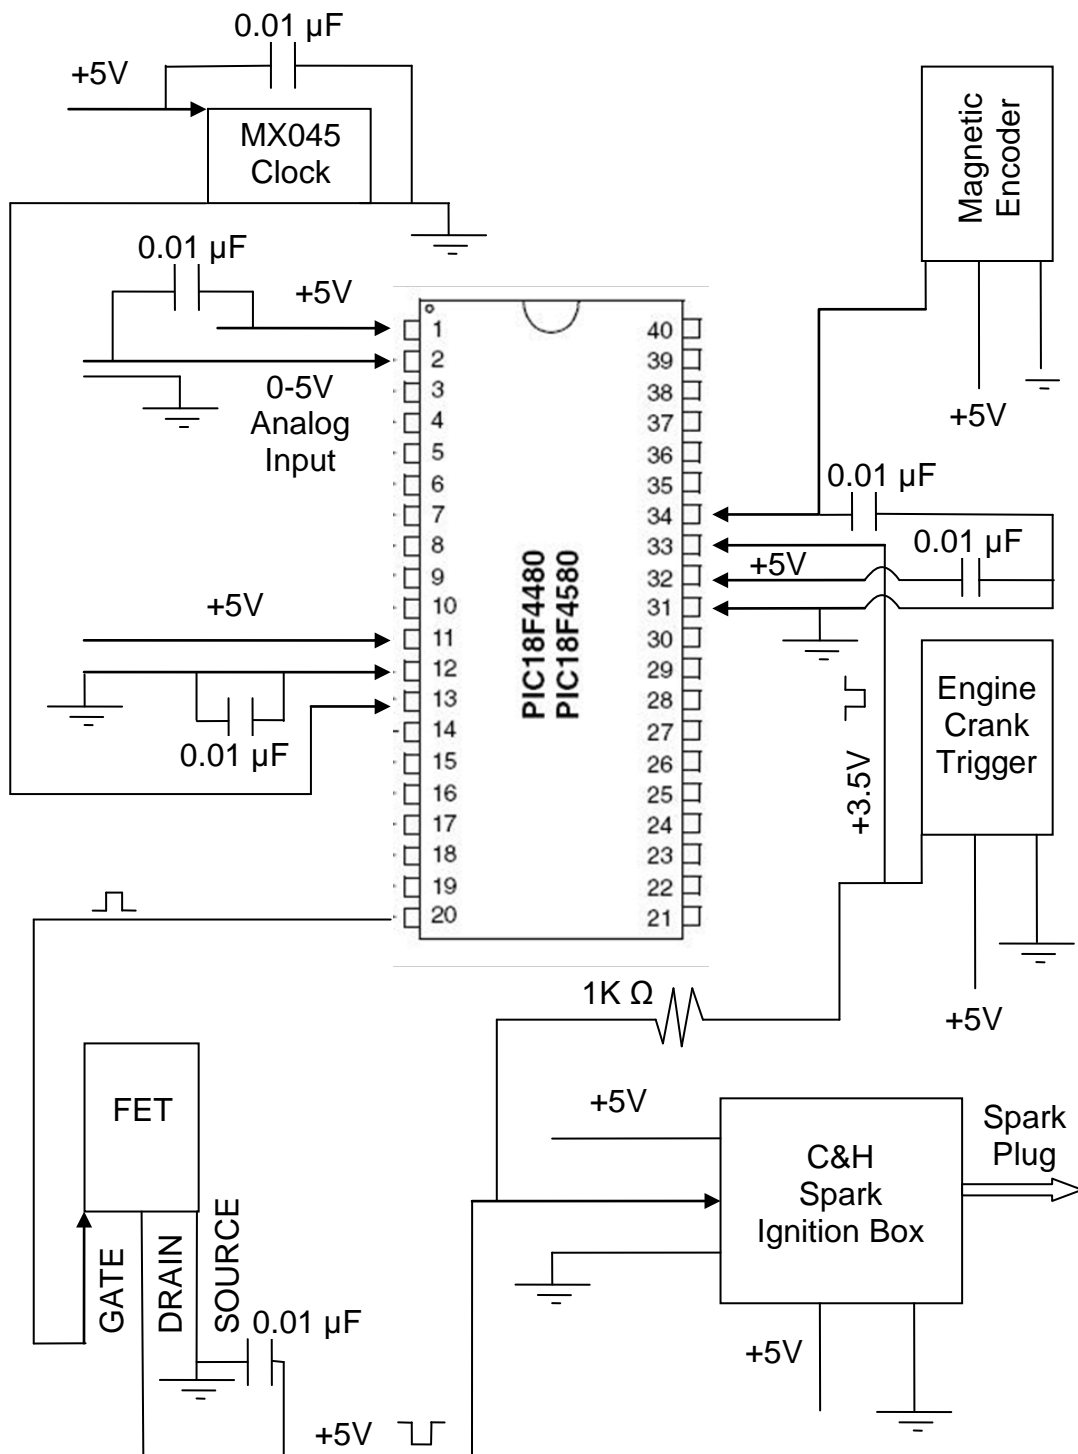 0.01 µF
+5V
MX045
Clock
Magnetic
Encoder
0.01 µF
+5V
0-5V
Analog
Input
+5V
1
2
3
4
5
6
7
8
9
10
11
12
13
14
15
16
17
18
19
20
40
39
38
37
36
35
34
33
32
31
30
29
28
27
26
25
24
23
22
21
PIC18F4480
PIC18F4580
0.01 µF
0.01 µF
+5V
+5V
0.01 µF
+3.5V
Engine
Crank
Trigger
+5V
1K Ω
FET
GATE
DRAIN
SOURCE
0.01 µF
+5V
+5V
C&H
Spark
Ignition Box
Spark
Plug
+5V